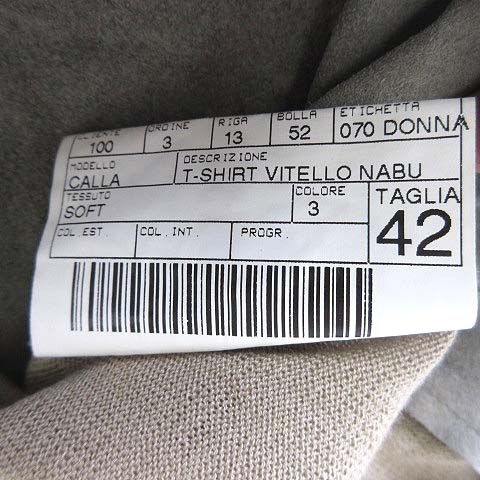 CLIENTE ORDINE RIGA BOLLA ETICHETTA
100 3 13 52 070 DONNA
MODELLO DESCRIZIONE
CALLA T-SHIRT VITELLO NABU
TESSUTO COLORE TAGLIA
SOFT 3 42
COL.EST. COL.INT. PROGR.